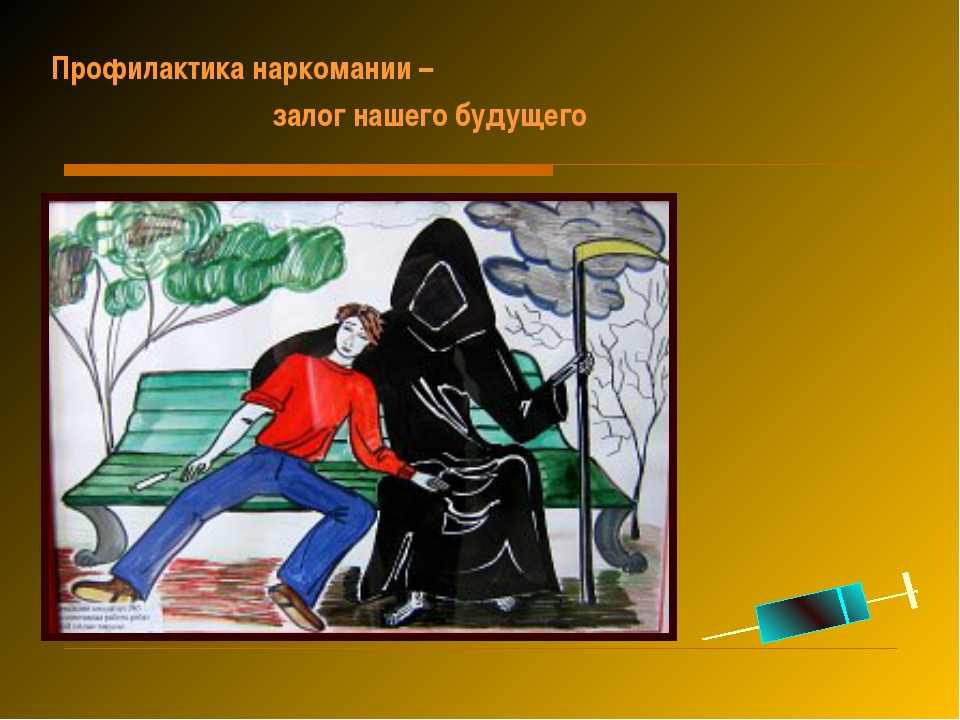 Профилактика наркомании –
залог нашего будущего